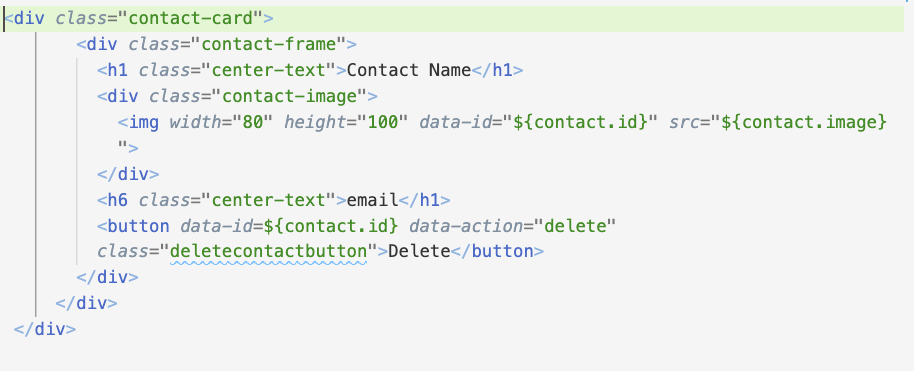 <div class="contact-card">
<div class="contact-frame">
<h1 class="center-text">Contact Name</h1>
<div class="contact-image">
<img width="80" height="100" data-id="${contact.id}" src="${contact.image}
">
</div>
<h6 class="center-text">email</h1>
<button data-id=${contact.id} data-action="delete"
class="deletecontactbutton">Delete</button>
</div>
</div>
</div>